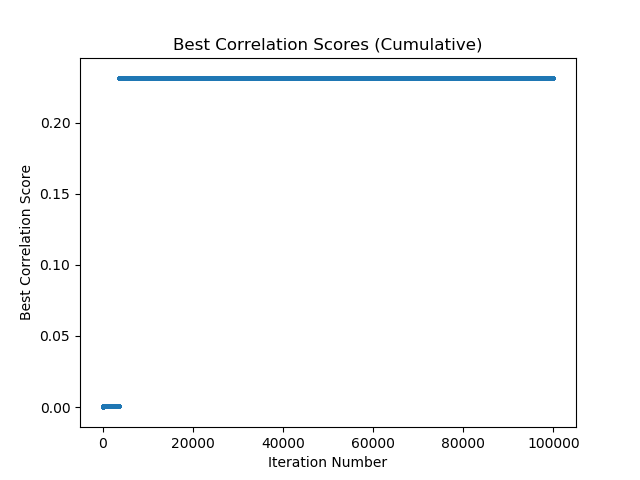 Best Correlation Scores (Cumulative)
Best Correlation Score
0.20
0.15
0.10
0.05
0.00
0 20000 40000 60000 80000 100000
Iteration Number